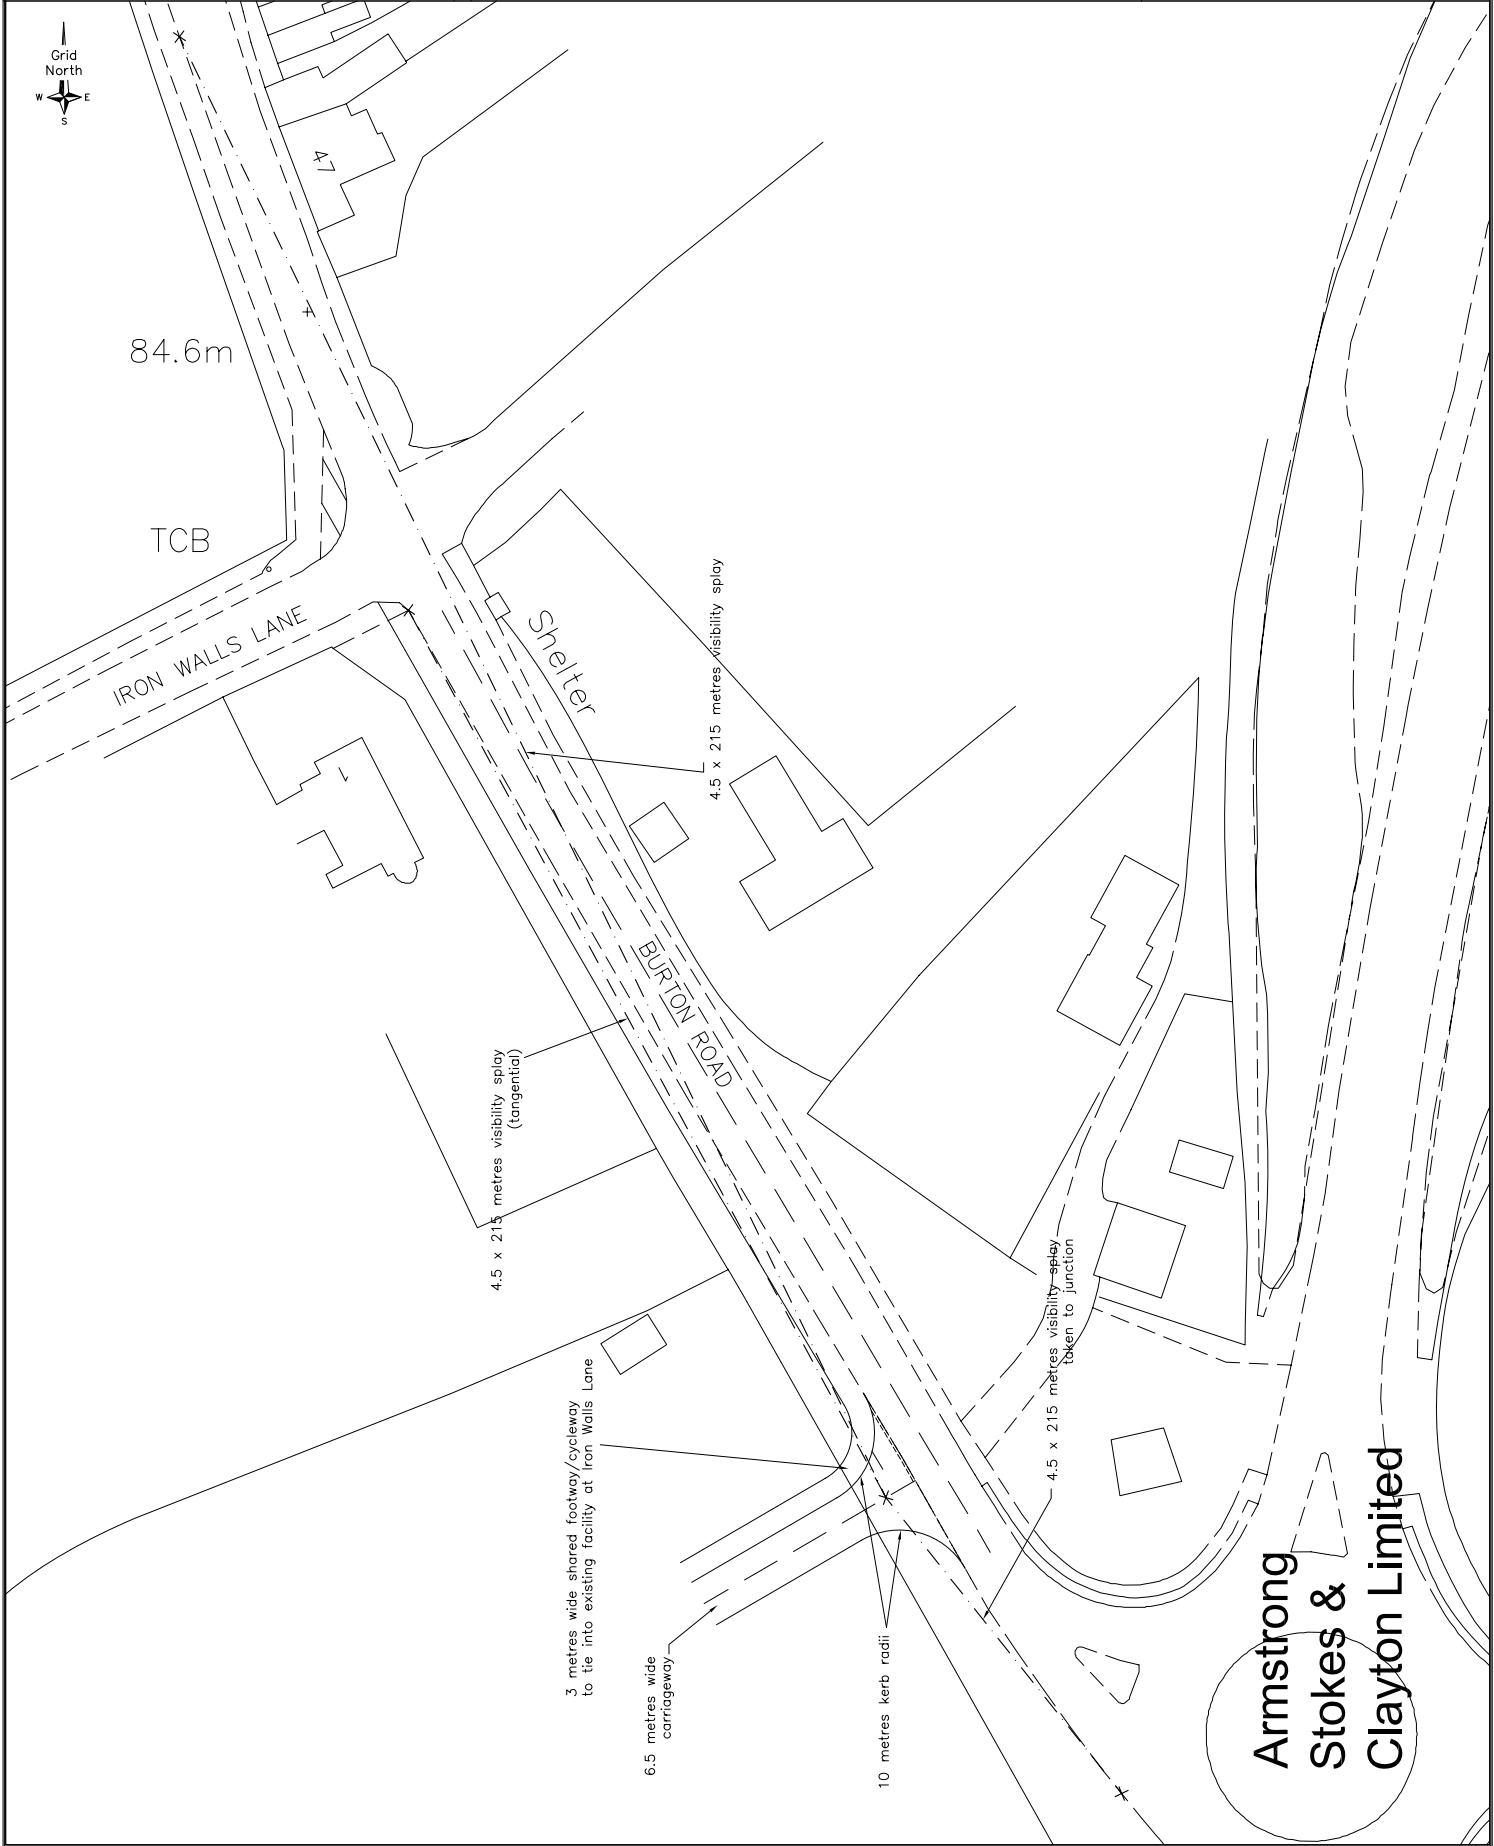 Grid
North
W
E
S
47
84.6m
TCB
IRON WALLS LANE
Shelter
1
4.5 x 215 metres visibility splay
BURTON ROAD
4.5 x 215 metres visibility splay
(tangential)
4.5 x 215 metres visibility splay
taken to junction
3 metres wide shared footway/cycleway
to tie into existing facility at Iron Walls Lane
6.5 metres wide
carriageway
10 metres kerb radii
Armstrong
Stokes &
Clayton Limited